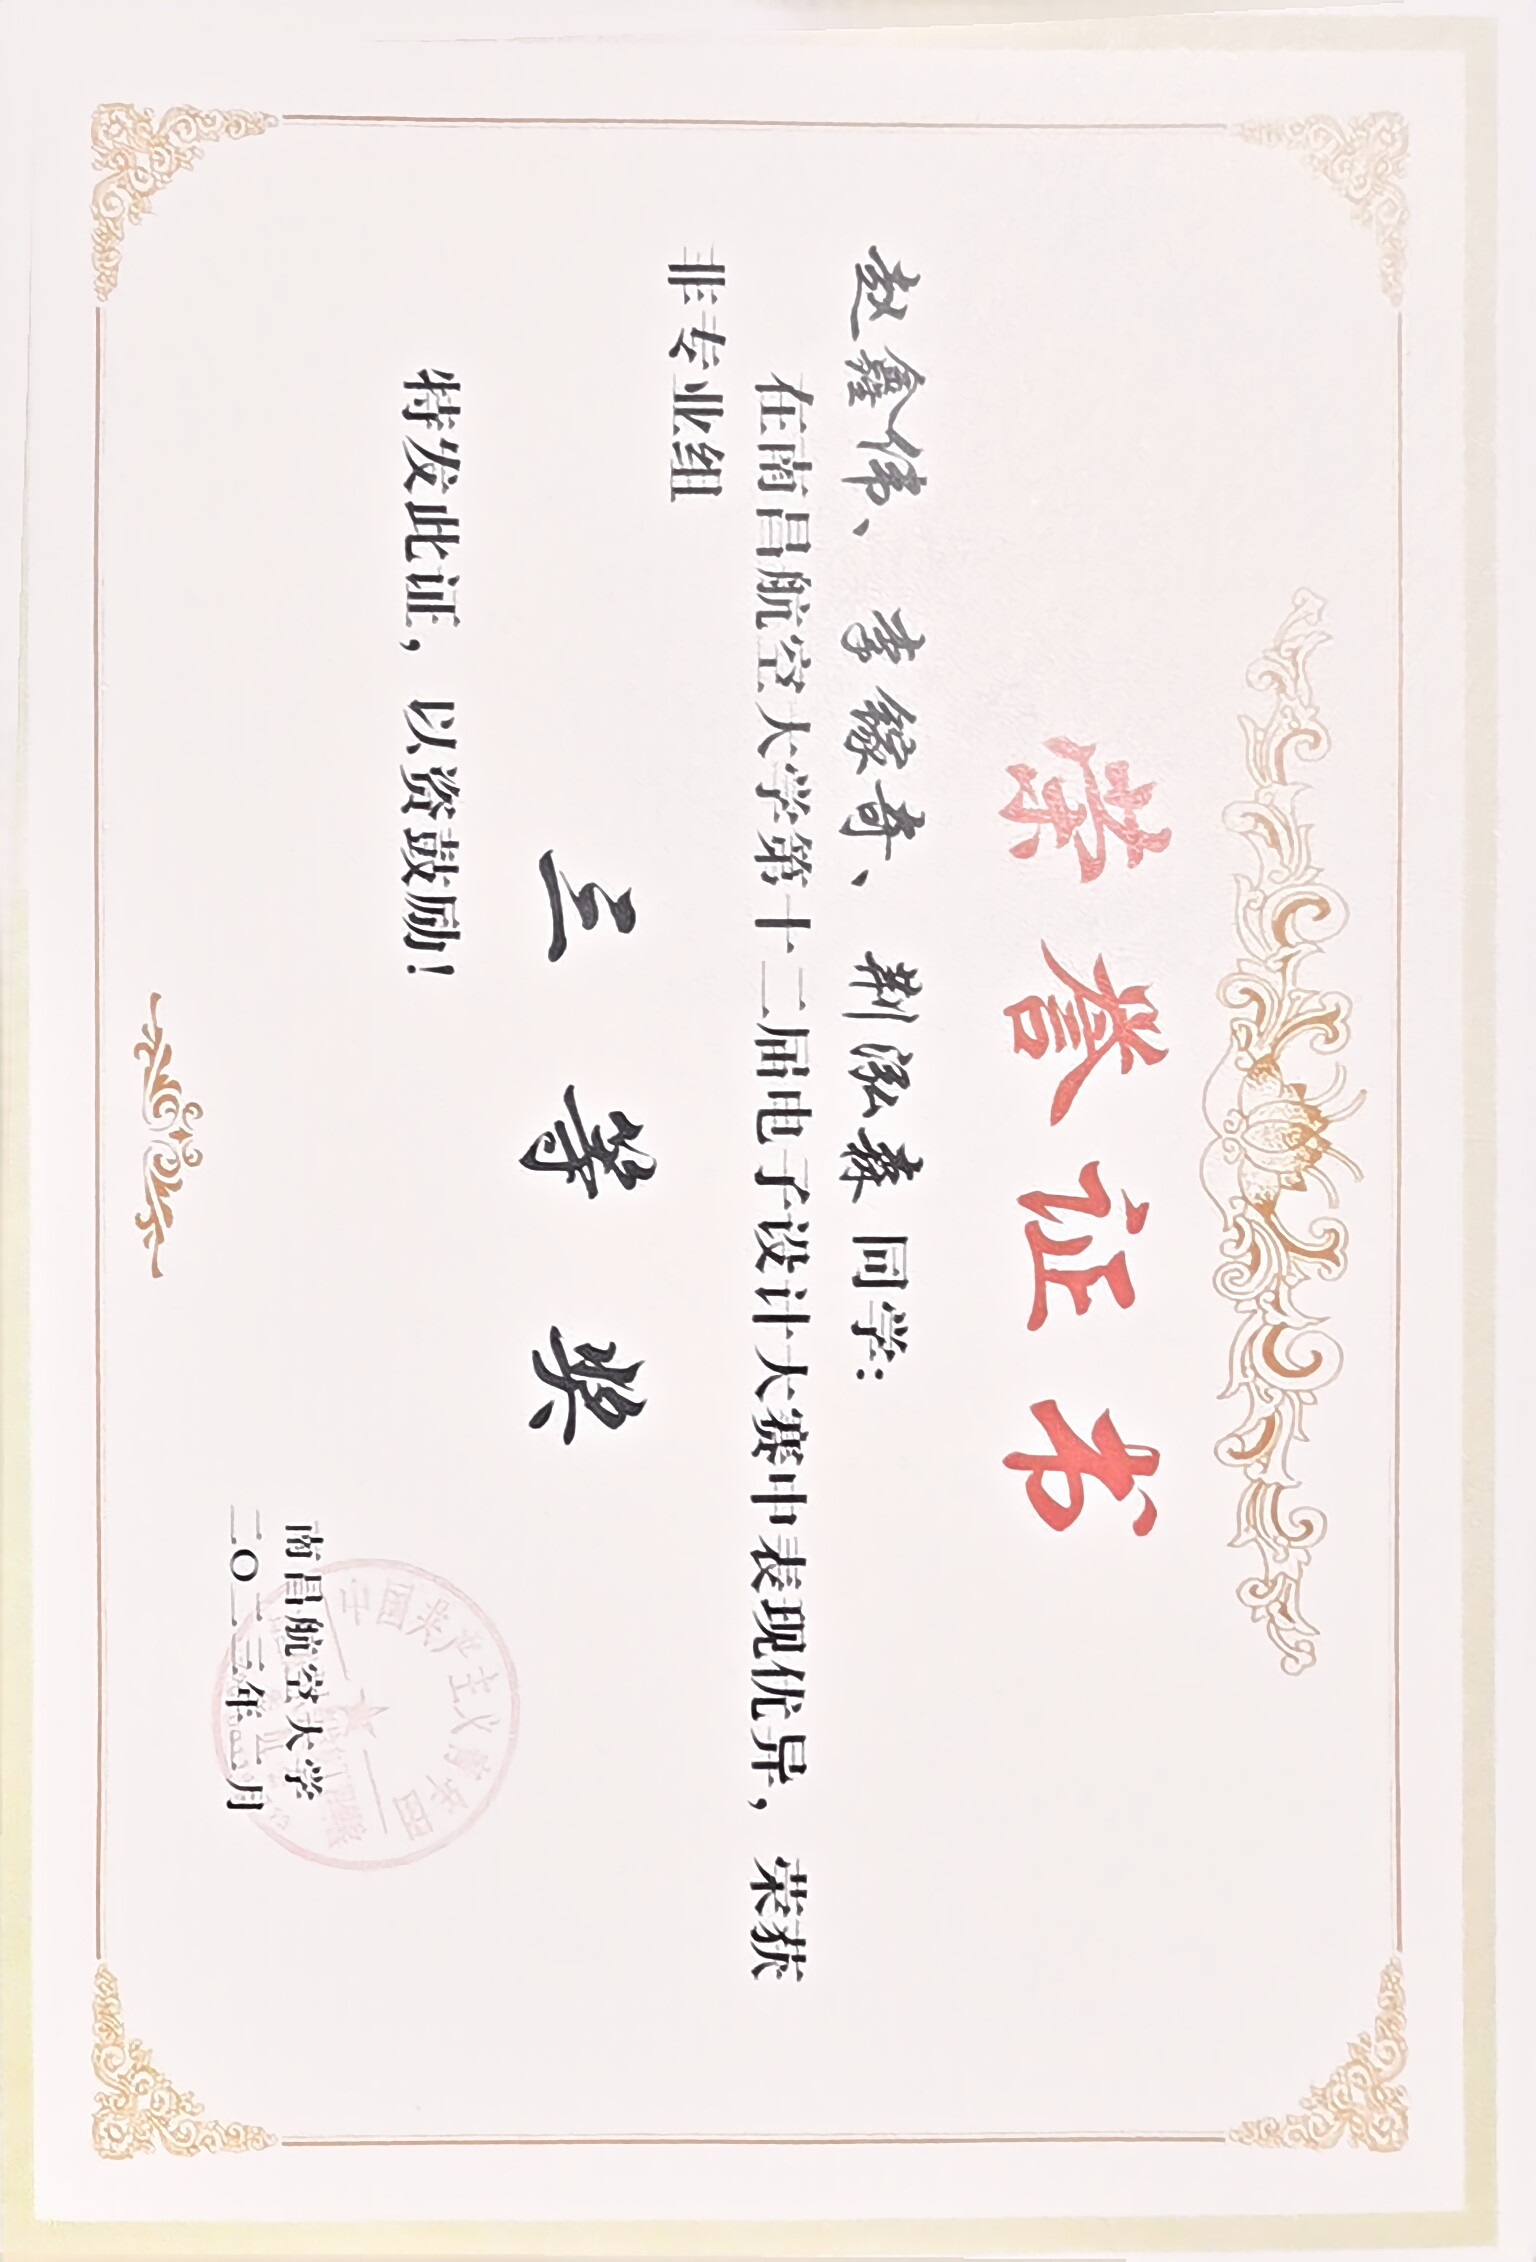 荣誉证书
赵鑫伟、李镓奇、荆泓森 同学:
在南昌航空大学第十二届电子设计大赛中表现优异，荣获
非专业组
三等奖
特发此证，以资鼓励!
中国共产主义青年团
南昌航空大学
二〇二三年二月